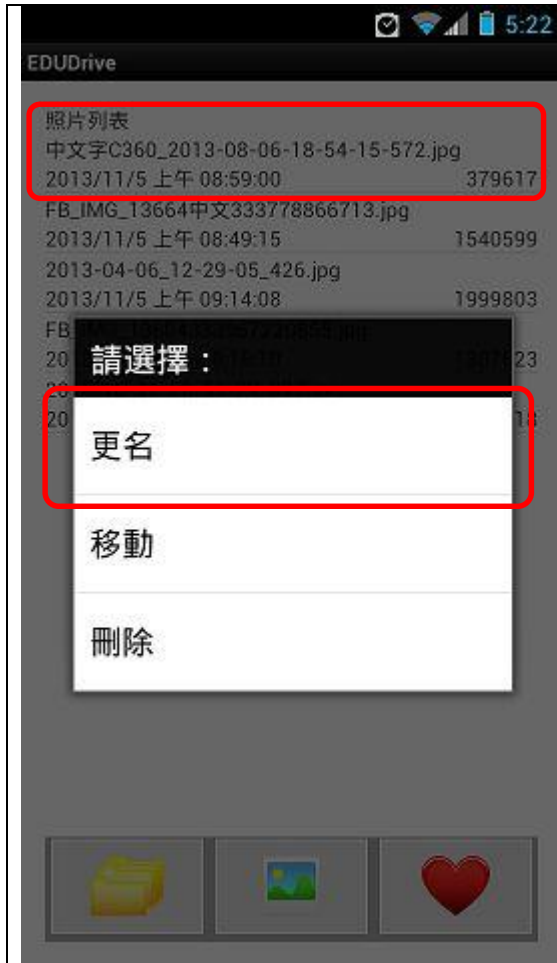 5:22
EDUDrive
照片列表
中文字C360_2013-08-06-18-54-15-572.jpg
2013/11/5 上午 08:59:00 379617
FB_IMG_13664中文333778866713.jpg
2013/11/5 上午 08:49:15 1540599
2013-04-06_12-29-05_426.jpg
2013/11/5 上午 09:14:08 1999803
FB
20 23
請選擇：
20 18
更名
移動
刪除